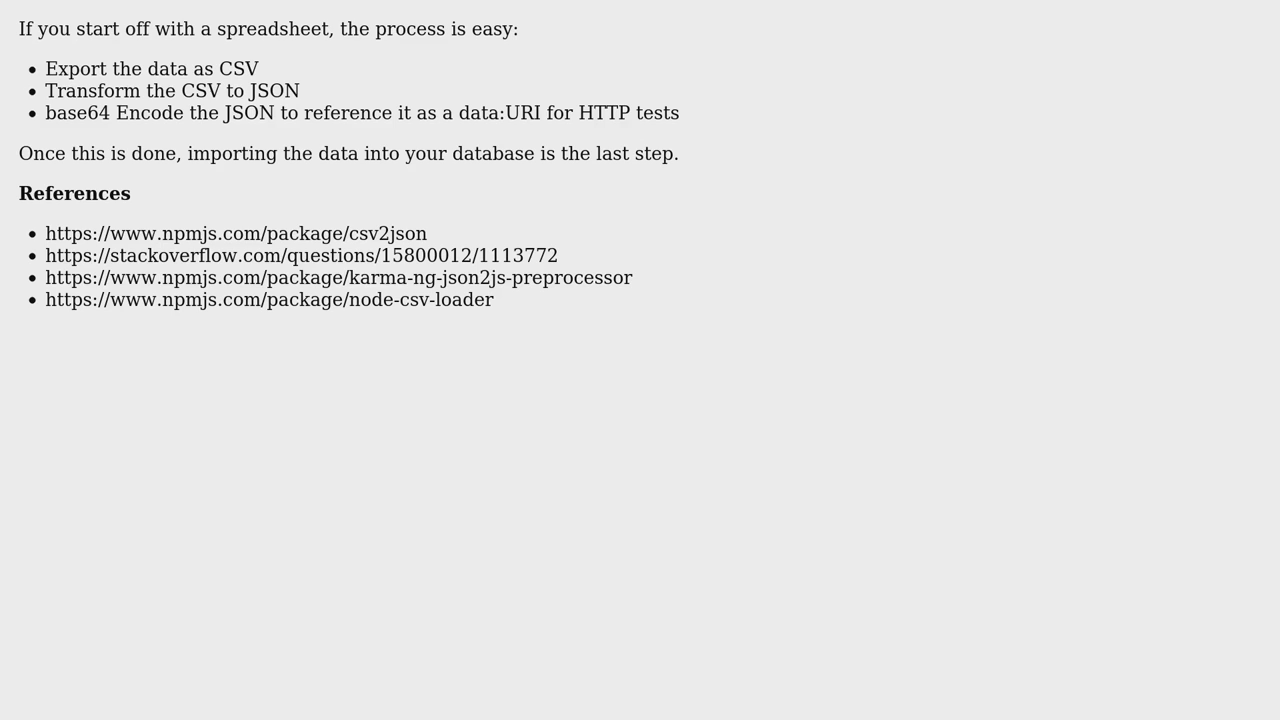 If you start off with a spreadsheet, the process is easy:
• Export the data as CSV
• Transform the CSV to JSON
• base64 Encode the JSON to reference it as a data:URI for HTTP tests
Once this is done, importing the data into your database is the last step.
References
• https://www.npmjs.com/package/csv2json
• https://stackoverflow.com/questions/15800012/1113772
• https://www.npmjs.com/package/karma-ng-json2js-preprocessor
• https://www.npmjs.com/package/node-csv-loader